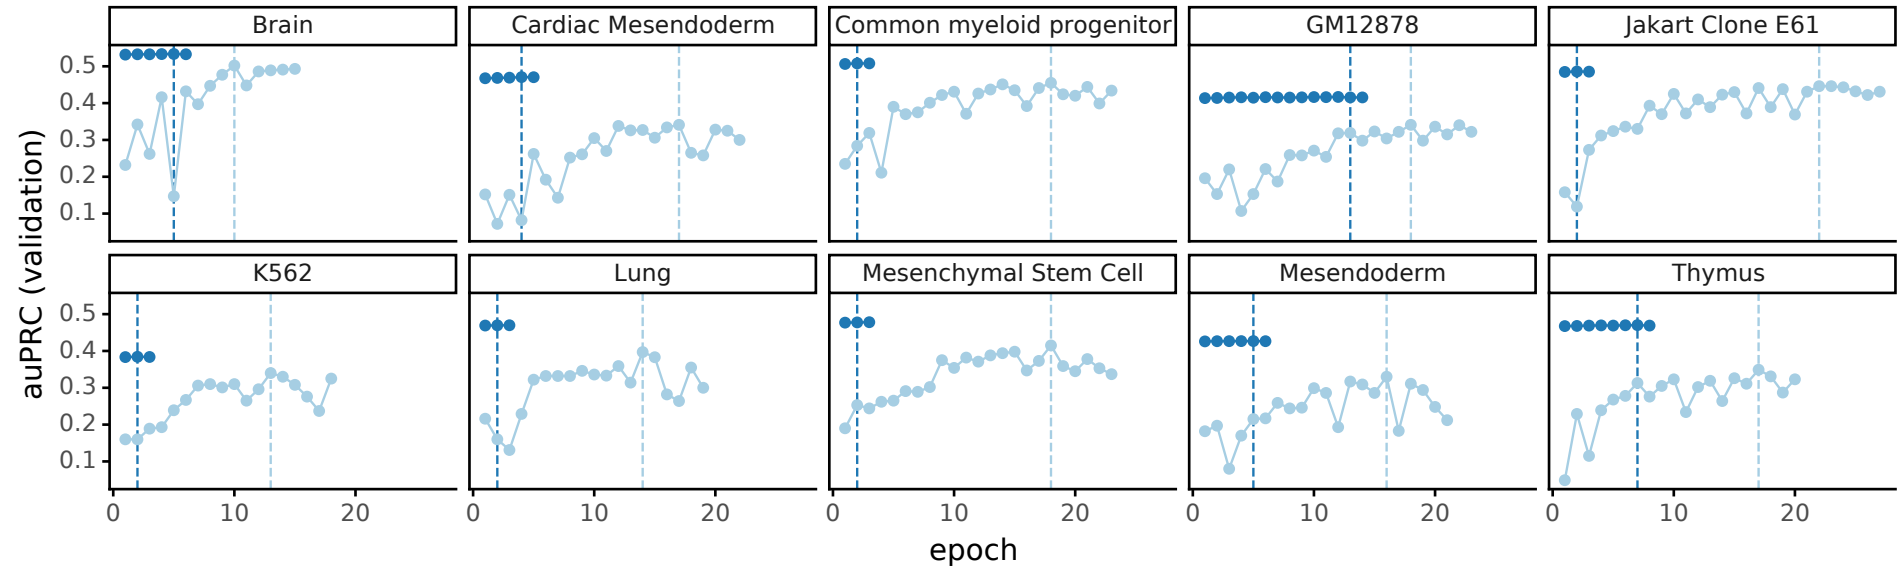 Brain
Cardiac Mesendoderm
Common myeloid progenitor
GM12878
Jakart Clone E61
0.5
0.4
0.3
0.2
0.1
K562
Lung
Mesenchymal Stem Cell
Mesendoderm
Thymus
0.5
0.4
0.3
0.2
0.1
0 10 20
0 10 20
0 10 20
0 10 20
0 10 20
epoch
auPRC (validation)